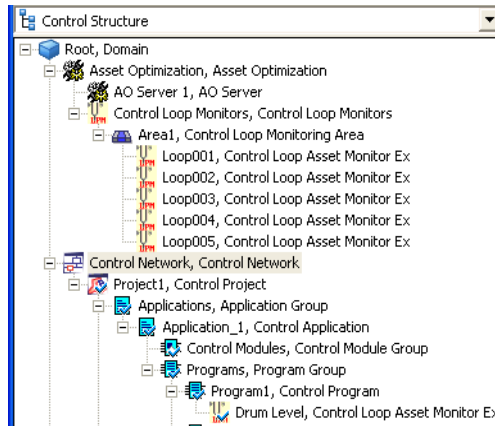 Control Structure
Root, Domain
Asset Optimization, Asset Optimization
AO Server 1, AO Server
Control Loop Monitors, Control Loop Monitors
Area1, Control Loop Monitoring Area
Loop001, Control Loop Asset Monitor Ex
Loop002, Control Loop Asset Monitor Ex
Loop003, Control Loop Asset Monitor Ex
Loop004, Control Loop Asset Monitor Ex
Loop005, Control Loop Asset Monitor Ex
Control Network, Control Network
Project1, Control Project
Applications, Application Group
Application_1, Control Application
Control Modules, Control Module Group
Programs, Program Group
Program1, Control Program
Drum Level, Control Loop Asset Monitor Ex